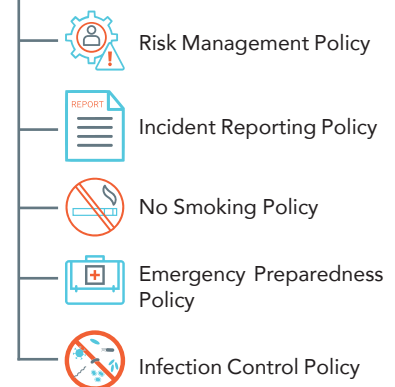 Risk Management Policy
REPORT
Incident Reporting Policy
No Smoking Policy
Emergency Preparedness
Policy
Infection Control Policy